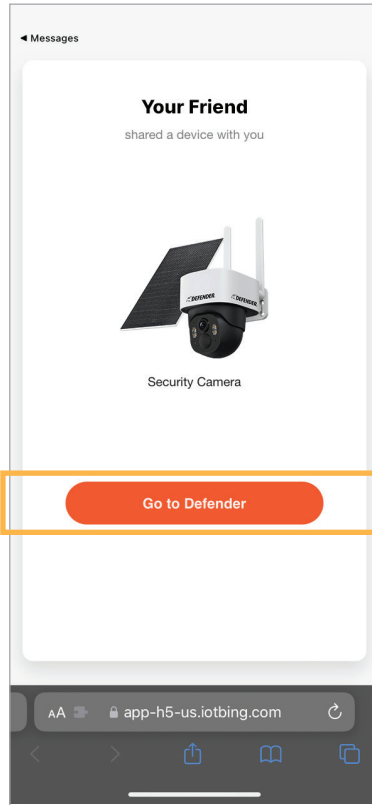 ◀ Messages
Your Friend
shared a device with you
DEFENDER DEFENDER
Security Camera
Go to Defender
AA app-h5-us.iotbing.com